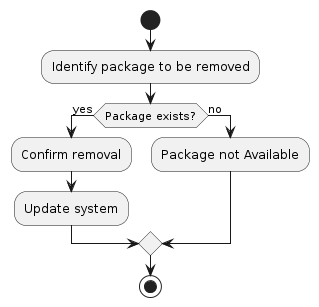 Identify package to be removed
Package exists?
yes
no
Confirm removal
Package not Available
Update system